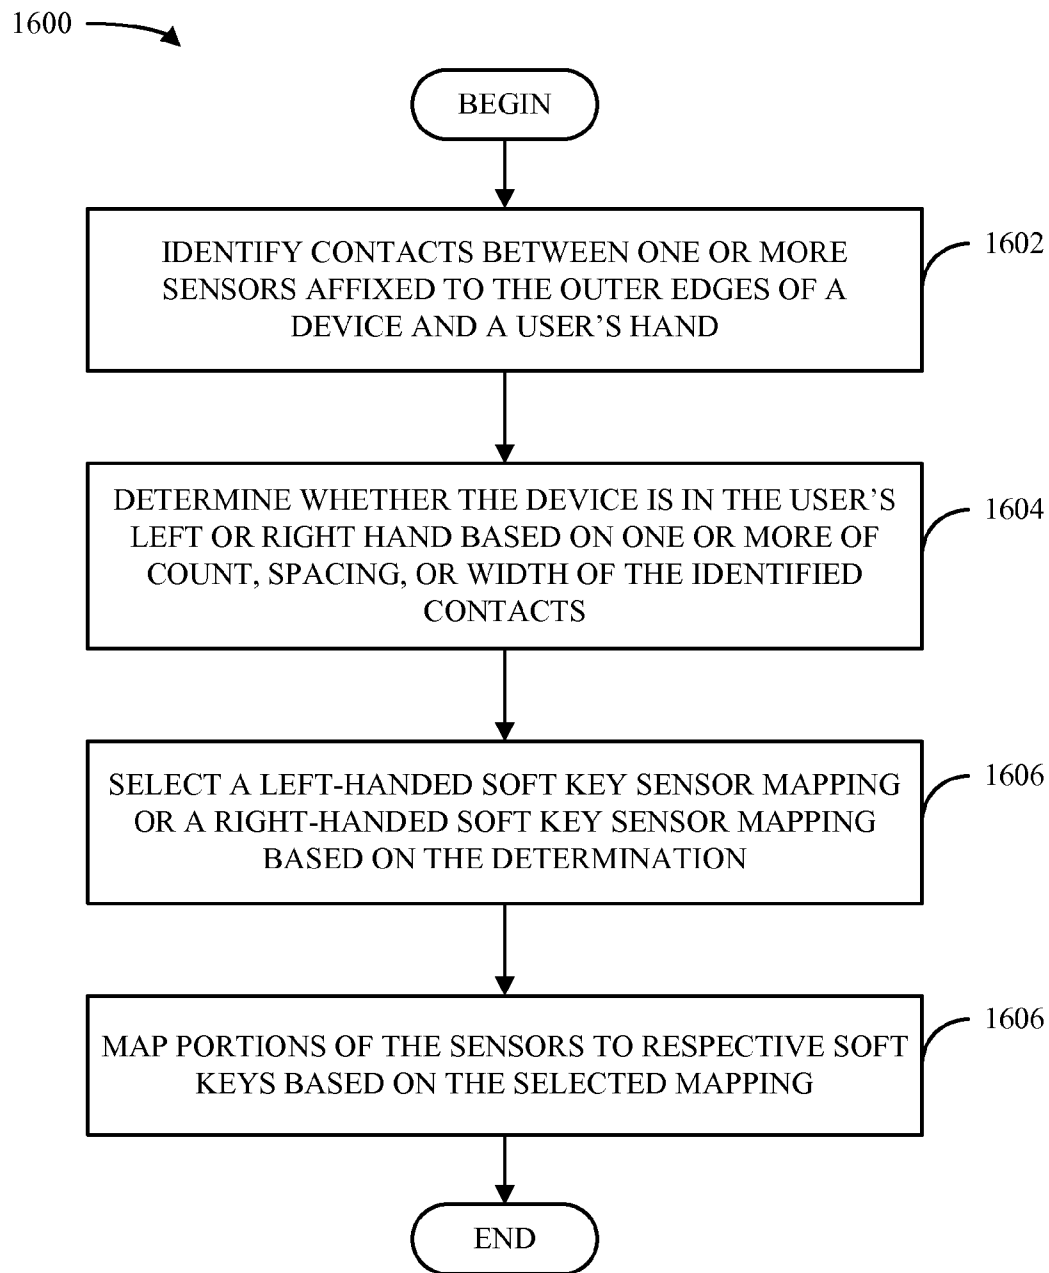 1600
BEGIN
IDENTIFY CONTACTS BETWEEN ONE OR MORE
SENSORS AFFIXED TO THE OUTER EDGES OF A
DEVICE AND A USER'S HAND
1602
DETERMINE WHETHER THE DEVICE IS IN THE USER'S
LEFT OR RIGHT HAND BASED ON ONE OR MORE OF
COUNT, SPACING, OR WIDTH OF THE IDENTIFIED
CONTACTS
1604
SELECT A LEFT-HANDED SOFT KEY SENSOR MAPPING
OR A RIGHT-HANDED SOFT KEY SENSOR MAPPING
BASED ON THE DETERMINATION
1606
MAP PORTIONS OF THE SENSORS TO RESPECTIVE SOFT
KEYS BASED ON THE SELECTED MAPPING
1606
END